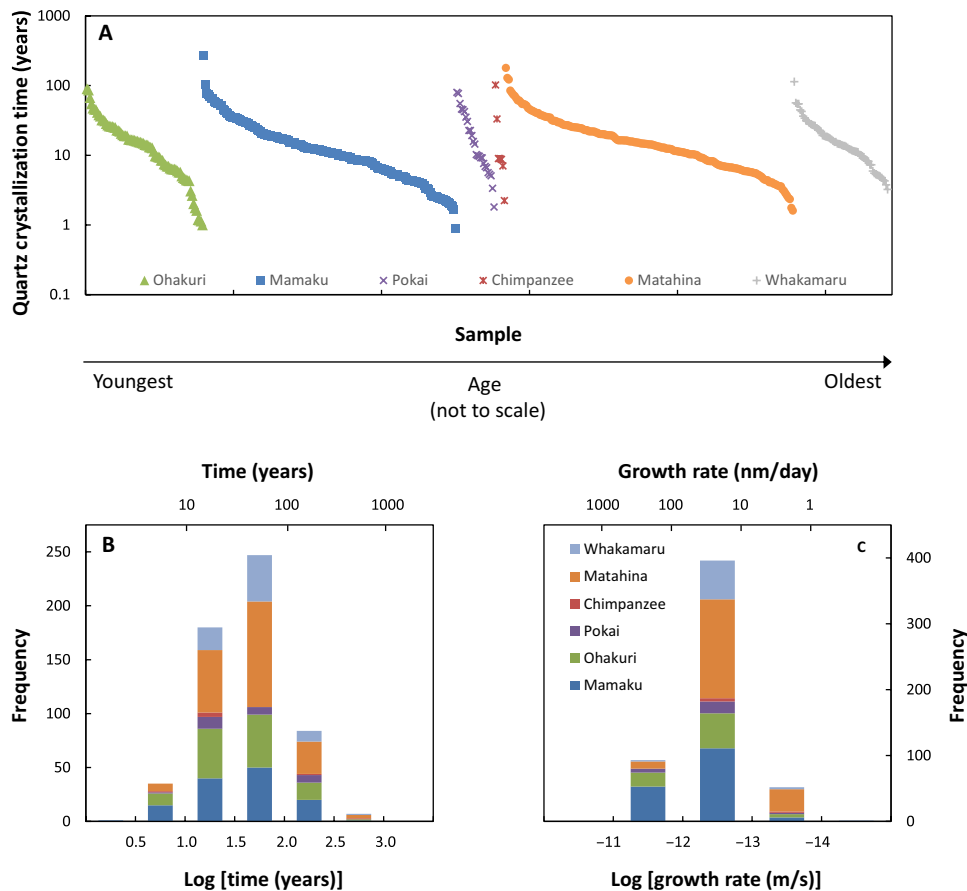 Quartz crystallization time (years)
1000
100
10
1
0.1
A
Ohakuri
Mamaku
Pokai
Chimpanzee
Matahina
Whakamaru
Sample
Youngest
Age
(not to scale)
Oldest
Time (years)
10
100
1000
B
Frequency
250
200
150
100
50
0
0.5
1.0
1.5
2.0
2.5
3.0
Log [time (years)]
Growth rate (nm/day)
1000
100
10
1
C
Whakamaru
Matahina
Chimpanzee
Pokai
Ohakuri
Mamaku
400
300
200
100
0
Frequency
−11
−12
−13
−14
Log [growth rate (m/s)]